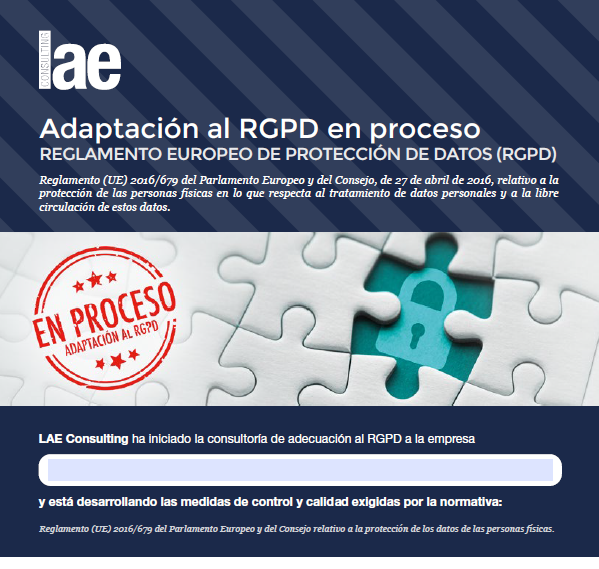 CONSULTING
lae
Adaptación al RGPD en proceso
REGLAMENTO EUROPEO DE PROTECCIÓN DE DATOS (RGPD)
Reglamento (UE) 2016/679 del Parlamento Europeo y del Consejo, de 27 de abril de 2016, relativo a la
protección de las personas físicas en lo que respecta al tratamiento de datos personales y a la libre
circulación de estos datos.
EN PROCESO
ADAPTACIÓN AL RGPD
LAE Consulting ha iniciado la consultoría de adecuación al RGPD a la empresa
y está desarrollando las medidas de control y calidad exigidas por la normativa:
Reglamento (UE) 2016/679 del Parlamento Europeo y del Consejo relativo a la protección de los datos de las personas físicas.